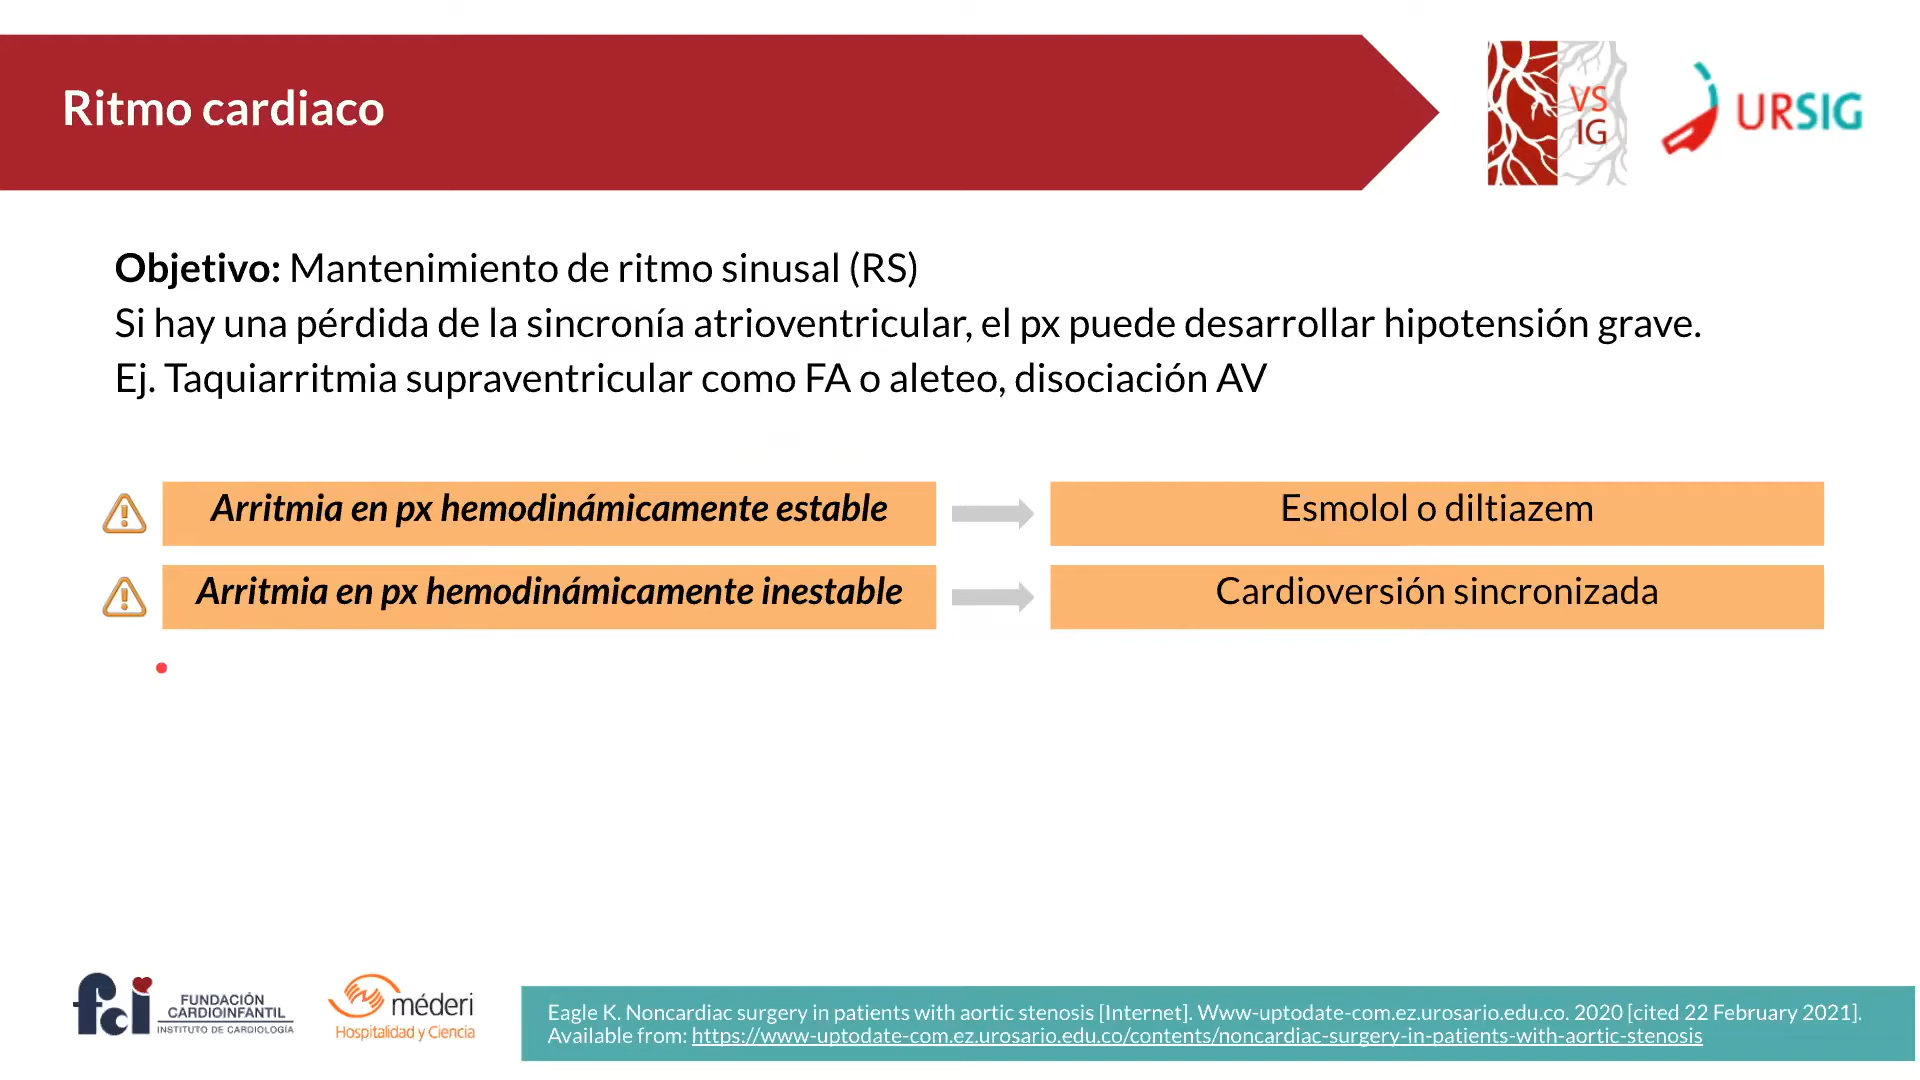 Ritmo cardiaco
VS
IG
URSIG
Objetivo: Mantenimiento de ritmo sinusal (RS)
Si hay una pérdida de la sincronía atrioventricular, el px puede desarrollar hipotensión grave.
Ej. Taquiarritmia supraventricular como FA o aleteo, disociación AV
Arritmia en px hemodinámicamente estable
Esmolol o diltiazem
Arritmia en px hemodinámicamente inestable
Cardioversión sincronizada
fci
FUNDACIÓN
CARDIOINFANTIL
INSTITUTO DE CARDIOLOGÍA
méderi
Hospitalidad y Ciencia
Eagle K. Noncardiac surgery in patients with aortic stenosis [Internet]. Www-uptodate-com.ez.urosario.edu.co. 2020 [cited 22 February 2021].
Available from: https://www-uptodate-com.ez.urosario.edu.co/contents/noncardiac-surgery-in-patients-with-aortic-stenosis